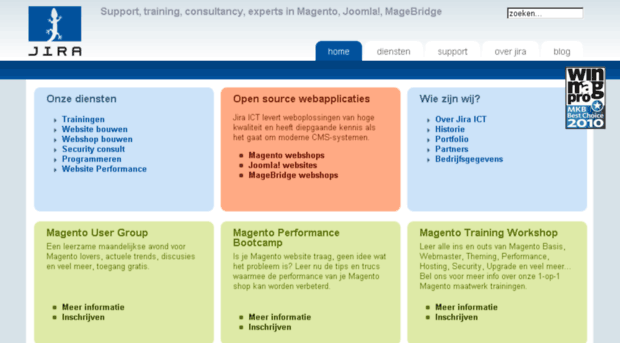 Support, training, consultancy, experts in Magento, Joomla!, MageBridge
zoeken...
JIRA
home
diensten
support
over jira
blog
win
mag
pro
MKB
Best Choice
2010
Onze diensten
Trainingen
Website bouwen
Webshop bouwen
Security consult
Programmeren
Website Performance
Open source webapplicaties
Jira ICT levert weboplossingen van hoge
kwaliteit en heeft diepgaande kennis als
het gaat om moderne CMS-systemen.
Magento webshops
Joomla! websites
MageBridge webshops
Wie zijn wij?
Over Jira ICT
Historie
Portfolio
Partners
Bedrijfsgegevens
Magento User Group
Een leerzame maandelijkse avond voor
Magento lovers, actuele trends, discusies
en veel meer, toegang gratis.
Meer informatie
Inschrijven
Magento Performance
Bootcamp
Is je Magento website traag, geen idee wat
het probleem is? Leer nu de tips en trucs
waarmee de performance van je Magento
shop kan worden verbeterd.
Meer informatie
Inschrijven
Magento Training Workshop
Leer alle ins en outs van Magento Basis,
Webmaster, Theming, Performance,
Hosting, Security, Upgrade en veel meer...
Bel ons voor meer info over onze 1-op-1
Magento maatwerk trainingen.
Meer informatie
Inschrijven